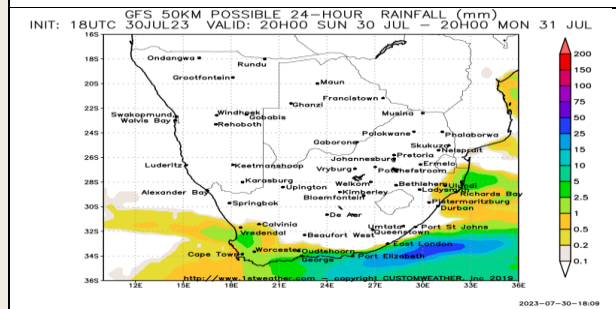 GFS 50KM POSSIBLE 24-HOUR RAINFALL (mm)
INIT: 18UTC 30JUL23 VALID: 20H00 SUN 30 JUL - 20H00 MON 31 JUL
16S
18S
20S
22S
24S
26S
28S
30S
32S
34S
36S
Ondangwa
Rundu
Grootfontein
Maun
Francistown
Ghanzi
Musina
Swakopmund
Windhoek
Gobabis
Walvis Bay
Rehoboth
Polokwane
Phalaborwa
Gaborone
Skukuza
Nelspruit
Johannesburg
Pretoria
Luderitz
Keetmanshoop
Vryburg
Potchefstroom
Ermelo
Karasburg
Welkom
Bethlehem
Ulundi
Alexander Bay
Upington
Kimberley
Ladysmith
Richards Bay
Bloemfontein
Springbok
Pietermaritzburg
Durban
De Aar
Calvinia
Umtata
Port St Johns
Vredendal
Beaufort West
Queenstown
East London
Worcester
Oudtshoorn
Cape Town
George
Port Elizabeth
http://www.1stweather.com - copyright CUSTOMWEATHER, Inc 2019
12E 15E 18E 21E 24E 27E 30E 33E 36E
200
150
100
75
50
25
15
10
5
2.5
1
0.5
0.2
0.1
2023-07-30-18:09